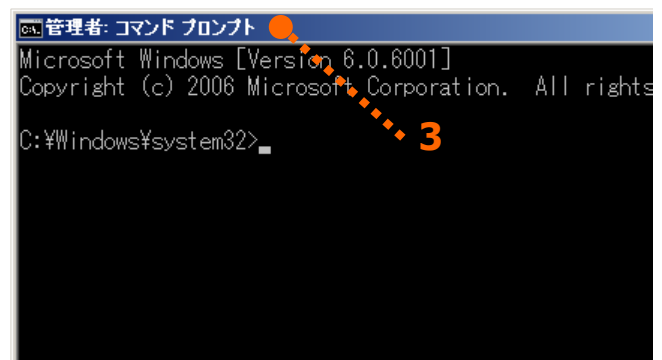 管理者: コマンド プロンプト
Microsoft Windows [Version 6.0.6001]
Copyright (c) 2006 Microsoft Corporation.  All rights
C:¥Windows¥system32>
3